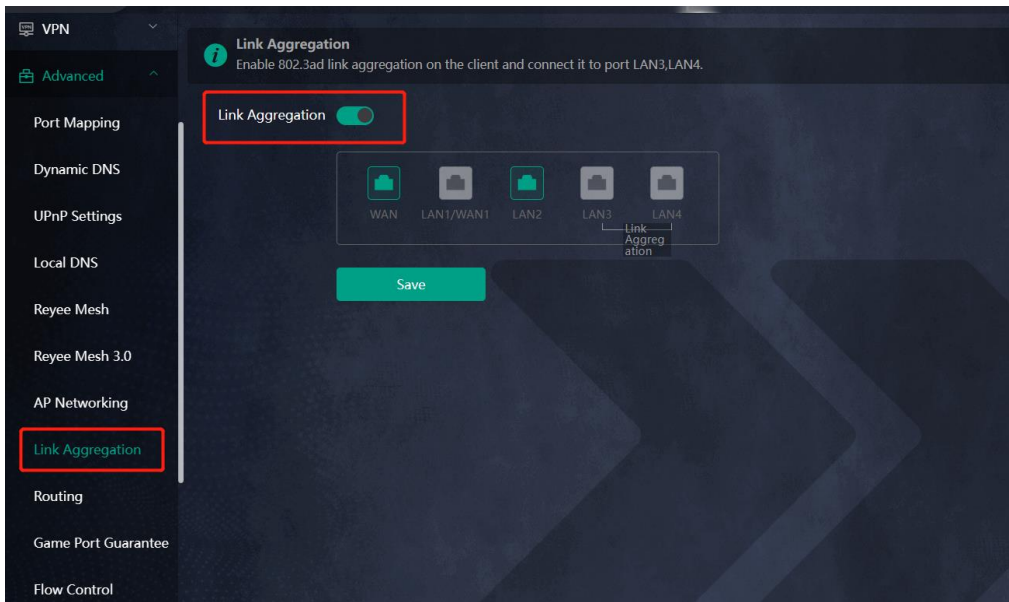 VPN
Advanced
Port Mapping
Dynamic DNS
UPnP Settings
Local DNS
Reyee Mesh
Reyee Mesh 3.0
AP Networking
Link Aggregation
Routing
Game Port Guarantee
Flow Control
i
Link Aggregation
Enable 802.3ad link aggregation on the client and connect it to port LAN3,LAN4.
Link Aggregation
WAN LAN1/WAN1 LAN2 LAN3 LAN4
Link
Aggreg
ation
Save